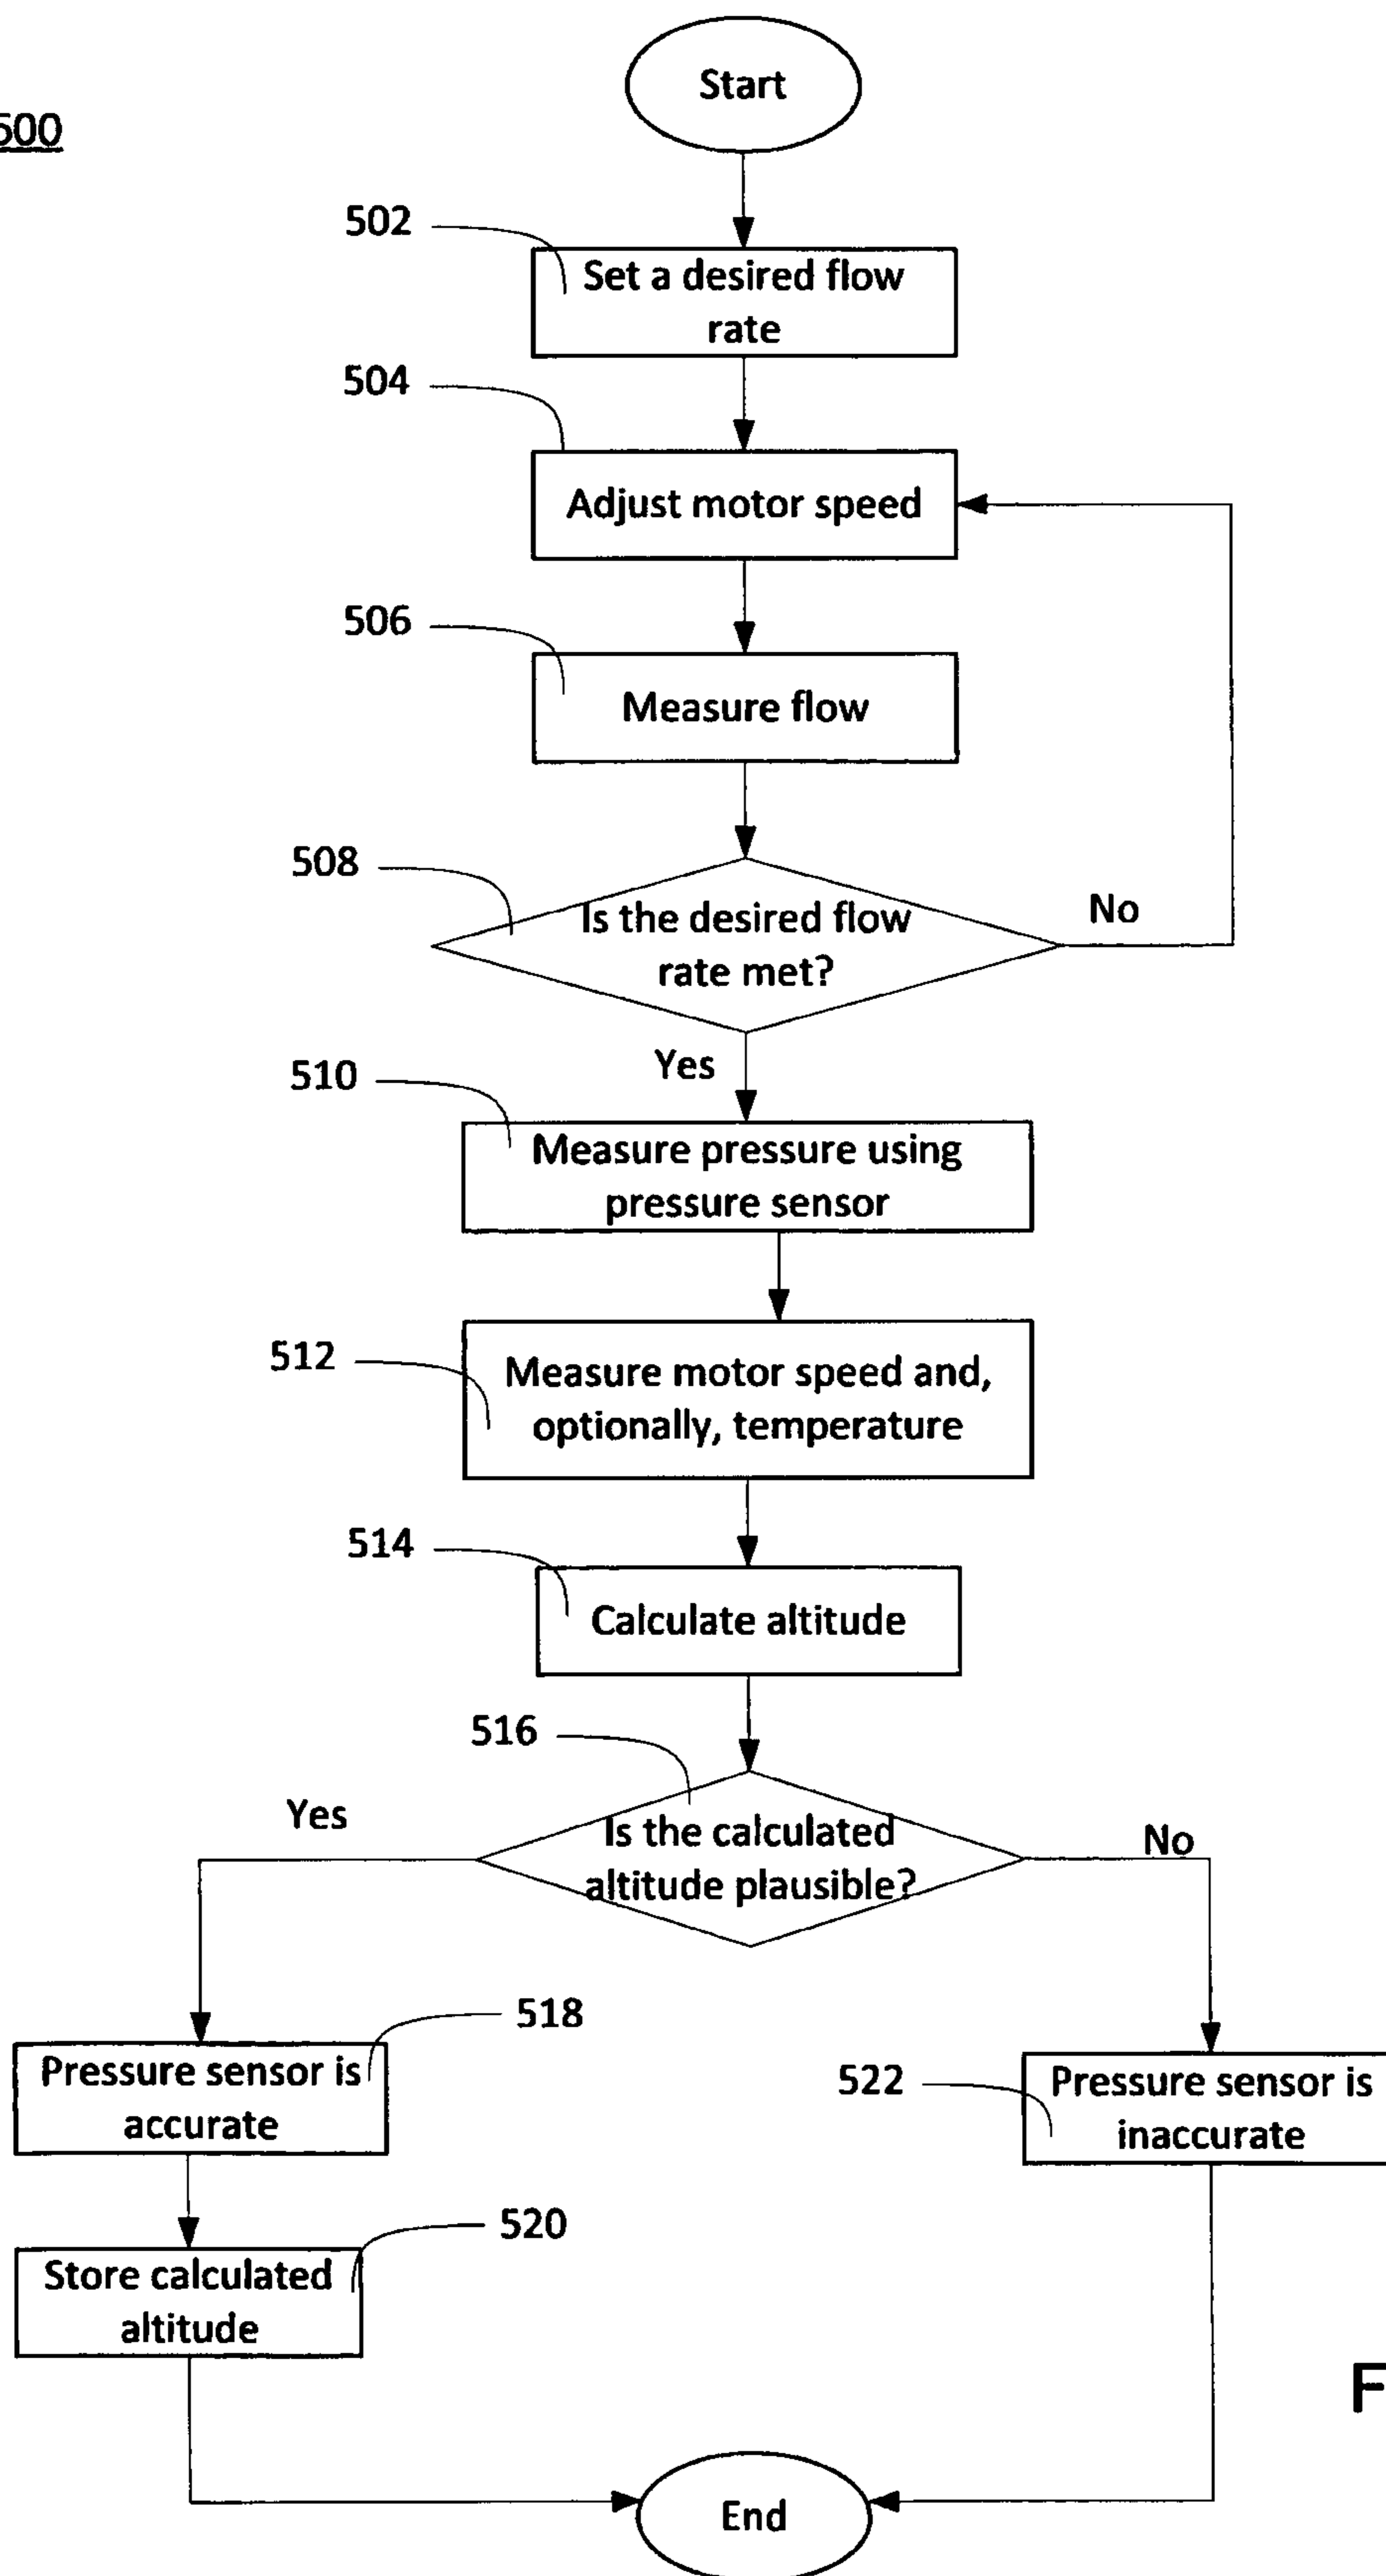 Start
500
502
Set a desired flow
rate
504
Adjust motor speed
506
Measure flow
508
Is the desired flow
rate met?
No
Yes
510
Measure pressure using
pressure sensor
512
Measure motor speed and,
optionally, temperature
514
Calculate altitude
516
Yes
Is the calculated
altitude plausible?
No
518
Pressure sensor is
accurate
522
Pressure sensor is
inaccurate
520
Store calculated
altitude
F
End